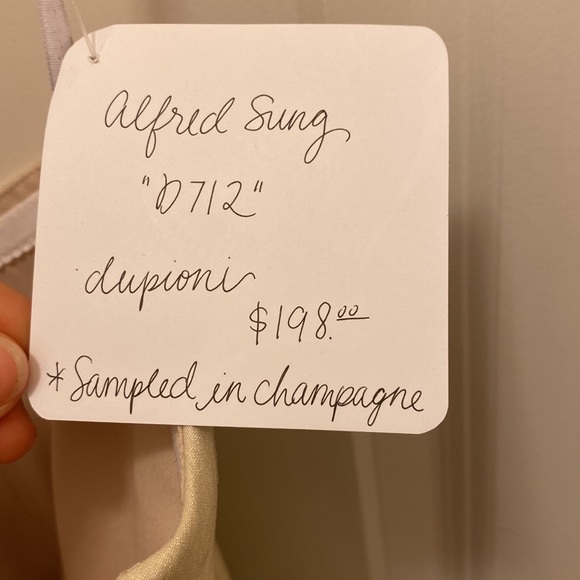 Alfred Sung
"D712"
dupioni
$198.00
*Sampled in champagne